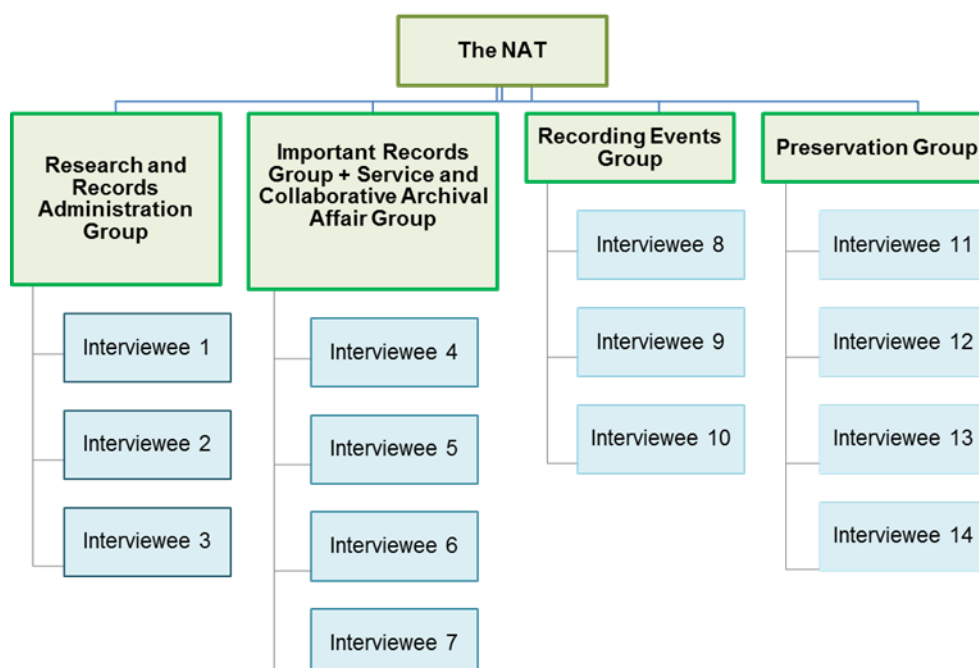 The NAT
Research and
Records
Administration
Group
Interviewee 1
Interviewee 2
Interviewee 3
Important Records
Group + Service and
Collaborative Archival
Affair Group
Interviewee 4
Interviewee 5
Interviewee 6
Interviewee 7
Recording Events
Group
Interviewee 8
Interviewee 9
Interviewee 10
Preservation Group
Interviewee 11
Interviewee 12
Interviewee 13
Interviewee 14